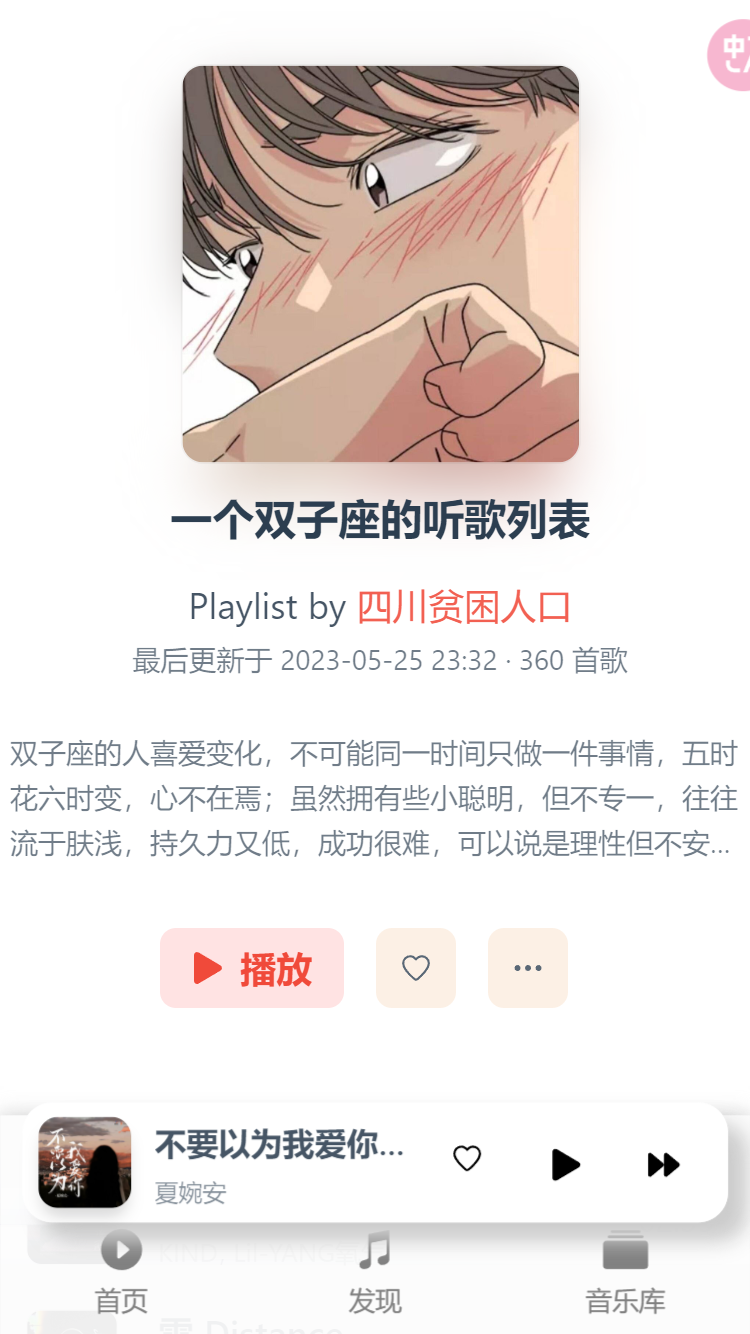 中
一个双子座的听歌列表
Playlist by 四川贫困人口
最后更新于 2023-05-25 23:32 · 360 首歌
双子座的人喜爱变化，不可能同一时间只做一件事情，五时
花六时变，心不在焉；虽然拥有些小聪明，但不专一，往往
流于肤浅，持久力又低，成功很难，可以说是理性但不安...
播放
不要以为我爱你...
夏婉安
首页 发现 音乐库
霜 Distance